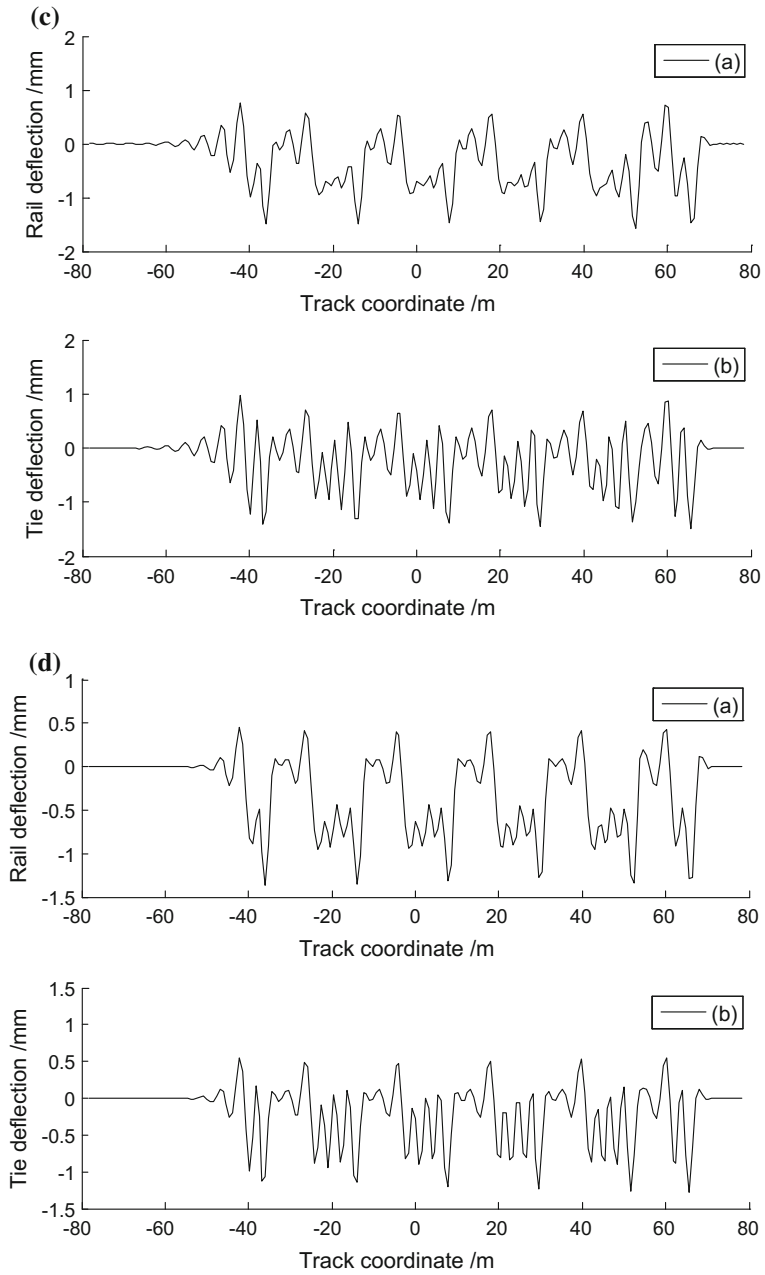 (c)
2
1
0
-1
-2
Rail deflection /mm
(a)
-80 -60 -40 -20 0 20 40 60 80
Track coordinate /m
2
1
0
-1
-2
Tie deflection /mm
(b)
-80 -60 -40 -20 0 20 40 60 80
Track coordinate /m
(d)
1
0.5
0
-0.5
-1
-1.5
Rail deflection /mm
(a)
-80 -60 -40 -20 0 20 40 60 80
Track coordinate /m
1.5
1
0.5
0
-0.5
-1
-1.5
Tie deflection /mm
(b)
-80 -60 -40 -20 0 20 40 60 80
Track coordinate /m